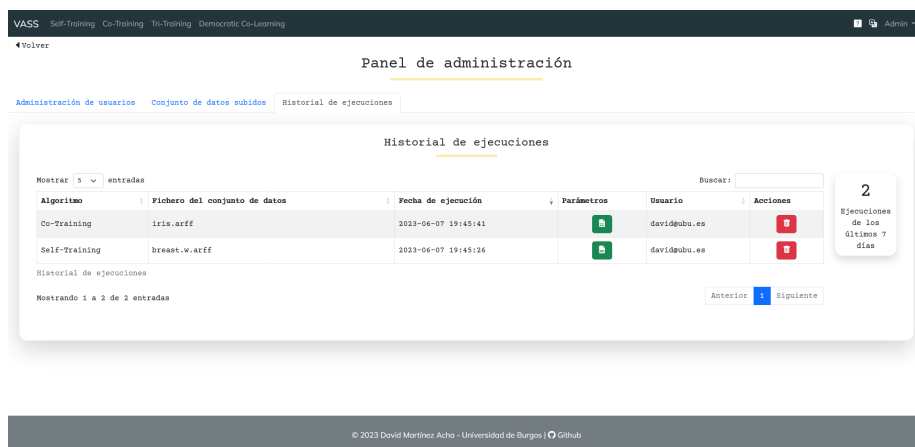 VASS Self-Training Co-Training Tri-Training Democratic Co-Learning Admin
Volver
Panel de administración
Administración de usuarios Conjunto de datos subidos Historial de ejecuciones
Historial de ejecuciones
Mostrar 5 entradas Buscar:
Algoritmo Fichero del conjunto de datos Fecha de ejecución Parámetros Usuario Acciones
Co-Training iris.arff 2023-06-07 19:45:41 david@ubu.es
Self-Training breast.w.arff 2023-06-07 19:45:26 david@ubu.es
Historial de ejecuciones
Mostrando 1 a 2 de 2 entradas
Anterior 1 Siguiente
2
Ejecuciones
de los
últimos 7
días
© 2023 David Martínez Acha - Universidad de Burgos | Github